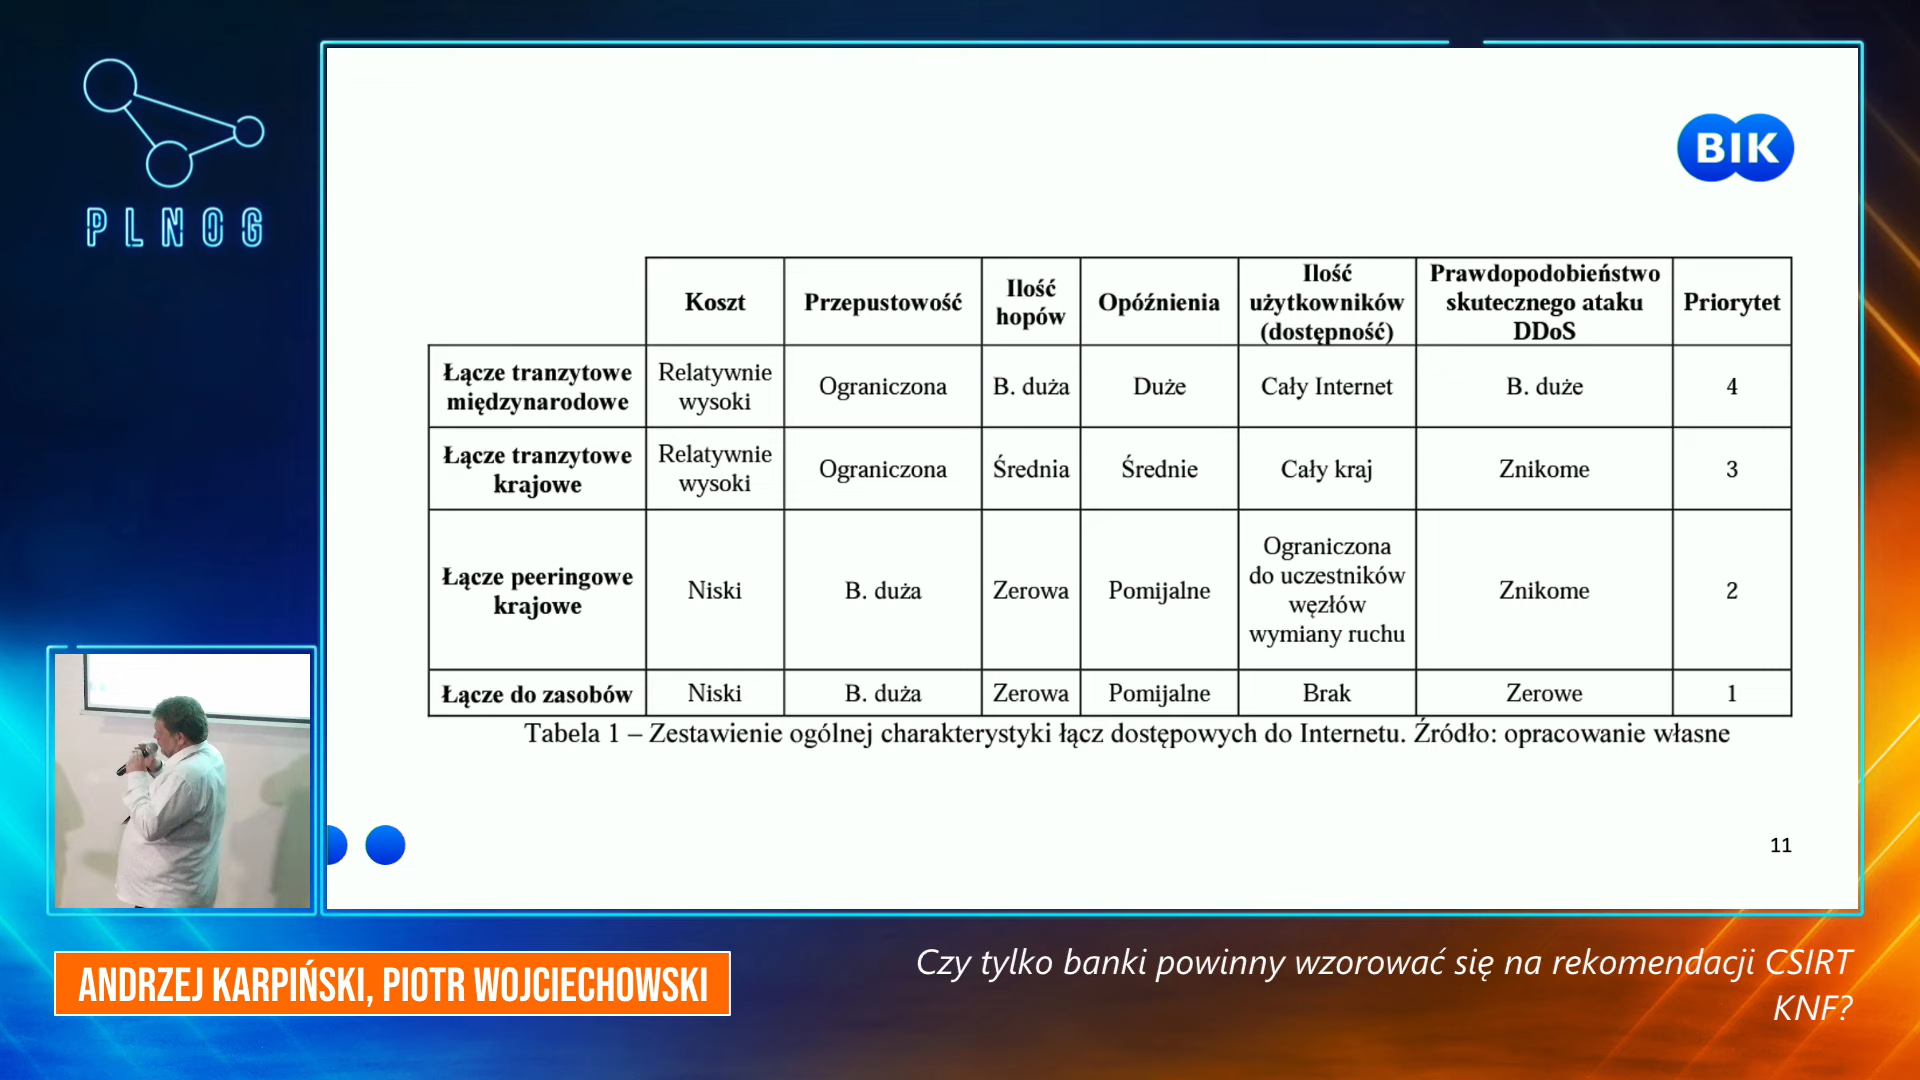 PLNOG
BIK
Koszt
Przepustowość
Ilość
hopów
Opóźnienia
Ilość
użytkowników
(dostępność)
Prawdopodobieństwo
skutecznego ataku
DDoS
Priorytet
Łącze tranzytowe
międzynarodowe
Relatywnie
wysoki
Ograniczona
B. duża
Duże
Cały Internet
B. duże
4
Łącze tranzytowe
krajowe
Relatywnie
wysoki
Ograniczona
Średnia
Średnie
Cały kraj
Znikome
3
Łącze peeringowe
krajowe
Niski
B. duża
Zerowa
Pomijalne
Ograniczona
do uczestników
węzłów
wymiany ruchu
Znikome
2
Łącze do zasobów
Niski
B. duża
Zerowa
Pomijalne
Brak
Zerowe
1
Tabela 1 – Zestawienie ogólnej charakterystyki łącz dostępowych do Internetu. Źródło: opracowanie własne
11
ANDRZEJ KARPIŃSKI, PIOTR WOJCIECHOWSKI
Czy tylko banki powinny wzorować się na rekomendacji CSIRT
KNF?